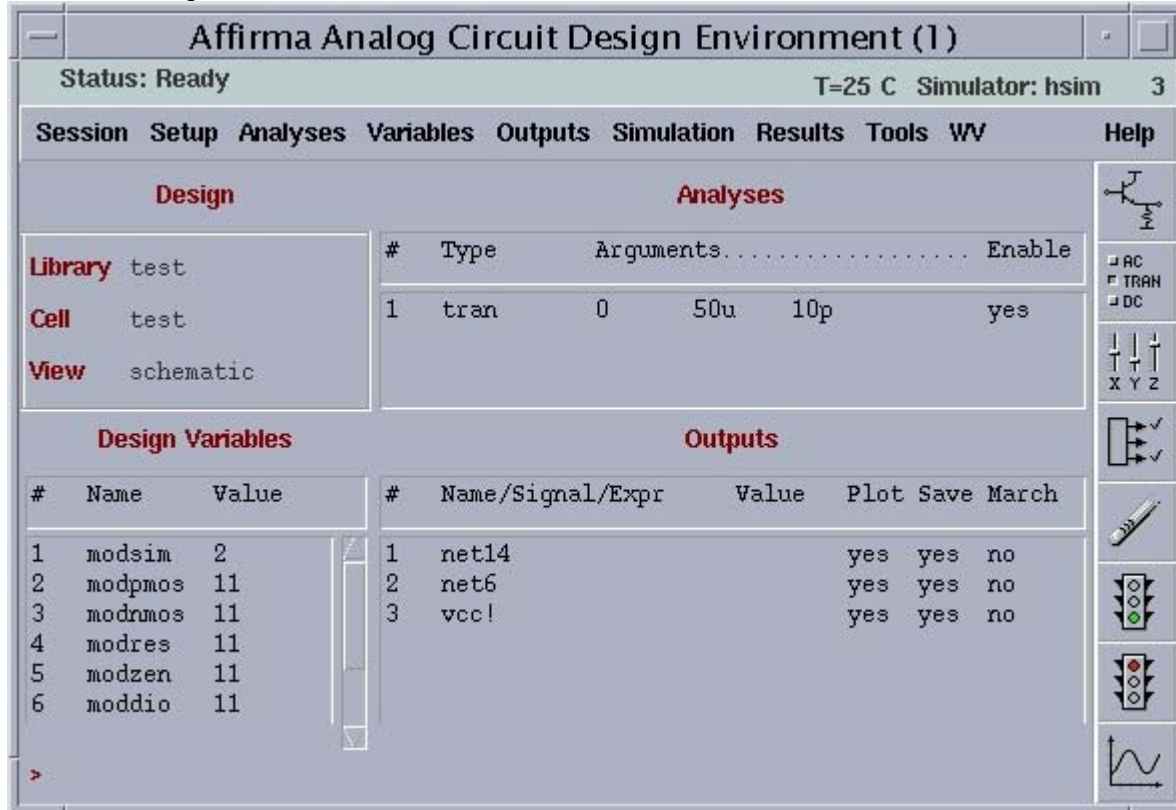 Affirma Analog Circuit Design Environment (1)
Status: Ready T=25 C Simulator: hsim 3
Session Setup Analyses Variables Outputs Simulation Results Tools WV Help
Design
Library test
Cell test
View schematic
Analyses
# Type Arguments..................... Enable
1 tran 0 50u 10p yes
Design Variables
# Name Value
1 modsim 2
2 modpmos 11
3 modnmos 11
4 modres 11
5 modzen 11
6 moddio 11
Outputs
# Name/Signal/Expr Value Plot Save March
1 net14 yes yes no
2 net6 yes yes no
3 vcc! yes yes no
AC
TRAN
DC
X Y Z
>